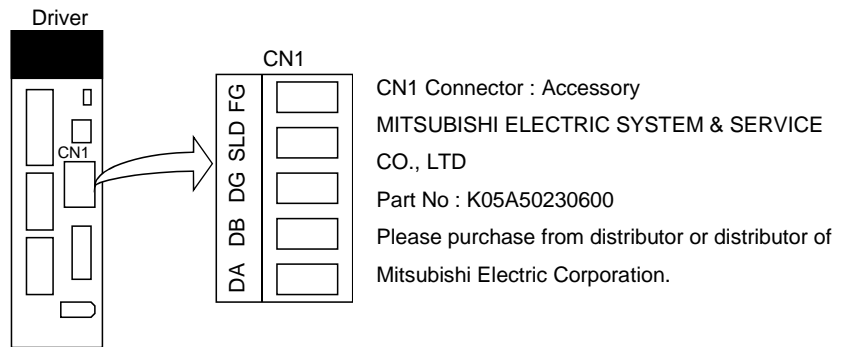 Driver
CN1
CN1
FG
SLD
DG
DB
DA
CN1 Connector : Accessory
MITSUBISHI ELECTRIC SYSTEM & SERVICE
CO., LTD
Part No : K05A50230600
Please purchase from distributor or distributor of
Mitsubishi Electric Corporation.